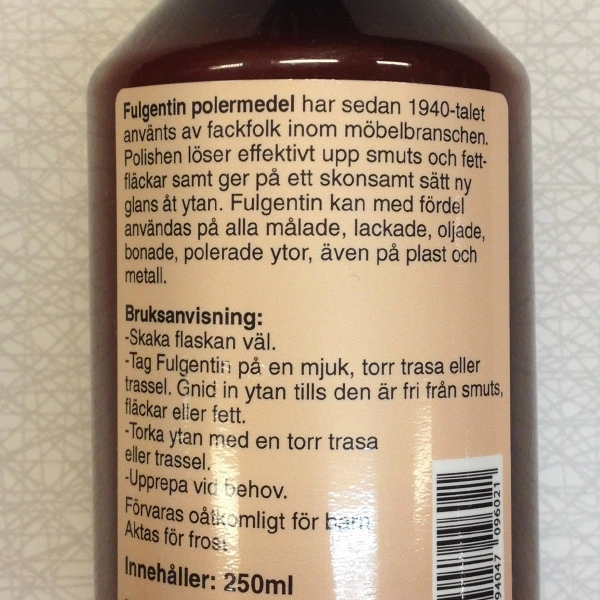 Fulgentin polermedel har sedan 1940-talet
använts av fackfolk inom möbelbranschen.
Polishen löser effektivt upp smuts och fett-
fläckar samt ger på ett skonsamt sätt ny
glans åt ytan. Fulgentin kan med fördel
användas på alla målade, lackade, oljade,
bonade, polerade ytor, även på plast och
metall.
Bruksanvisning:
-Skaka flaskan väl.
-Tag Fulgentin på en mjuk, torr trasa eller
trassel. Gnid in ytan tills den är fri från smuts,
fläckar eller fett.
-Torka ytan med en torr trasa
eller trassel.
-Upprepa vid behov.
Förvaras oåtkomligt för barn
Aktas för frost
Innehåller: 250ml
94047 096021